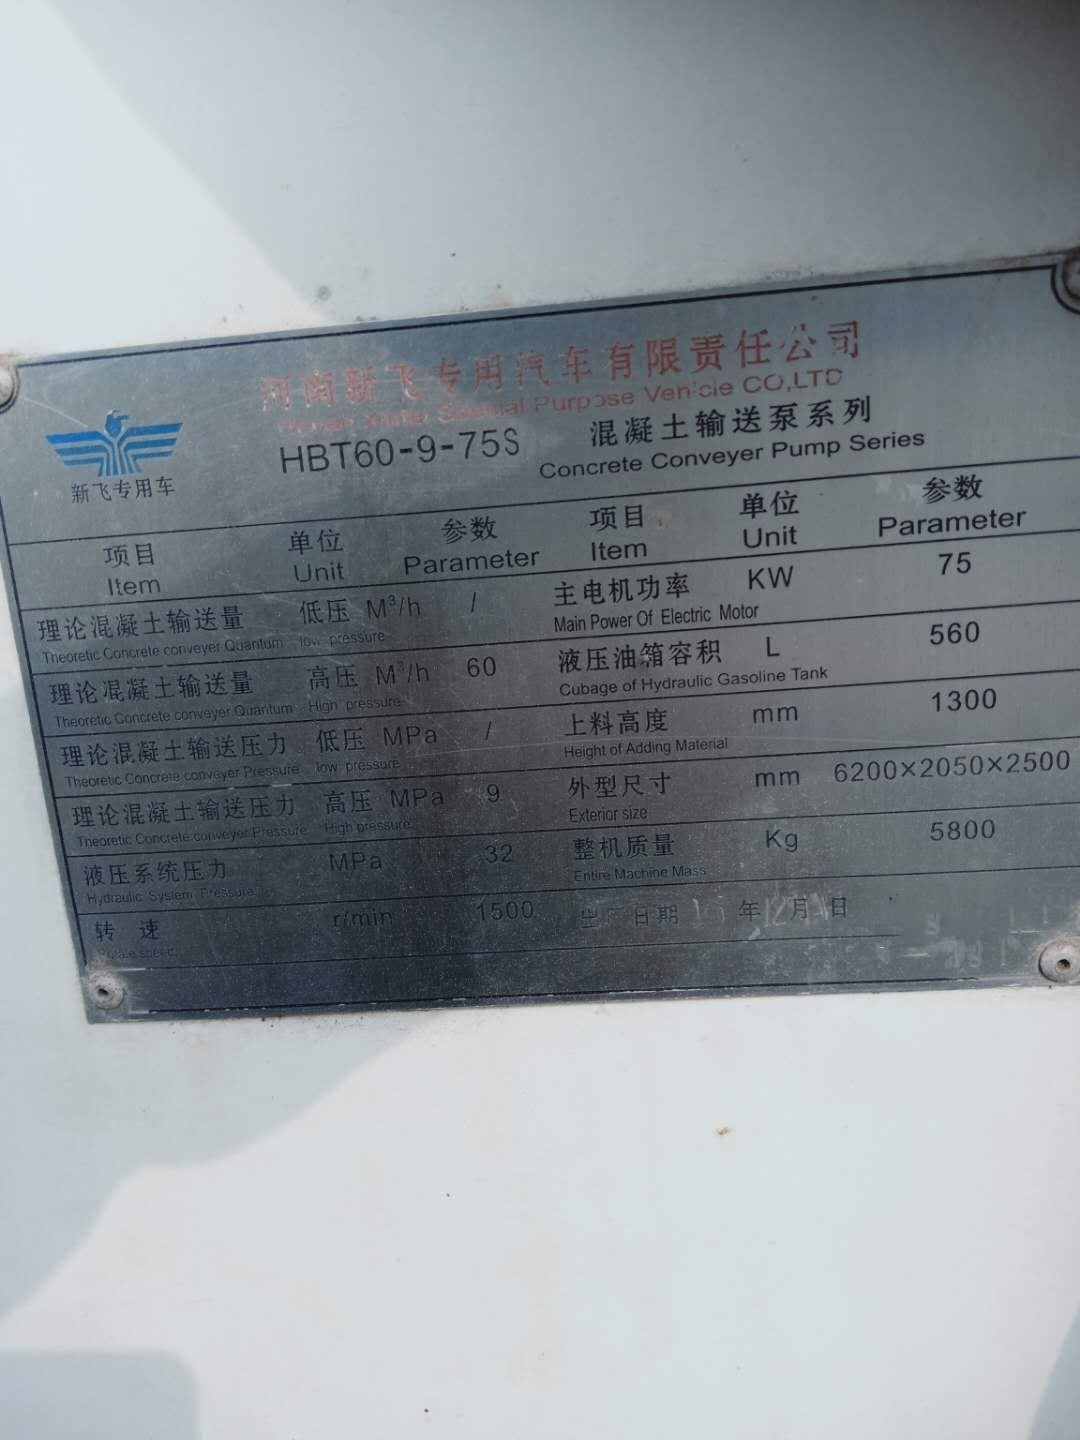 河南新飞专用汽车有限责任公司
Purpose Vehicle CO,LTD
新飞专用车
HBT60-9-75S 混凝土输送泵系列
Concrete Conveyer Pump Series
项目 单位 参数 项目 单位 参数
Item Unit Parameter Item Unit Parameter
理论混凝土输送量 低压 M³/h / 主电机功率 KW 75
Theoretic Concrete conveyer Quantum low pressure Main Power Of Electric Motor
理论混凝土输送量 高压 M³/h 60 液压油箱容积 L 560
Theoretic Concrete conveyer Quantum High pressure Cubage of Hydraulic Gasoline Tank
理论混凝土输送压力 低压 MPa / 上料高度 mm 1300
Theoretic Concrete conveyer Pressure low pressure Height of Adding Material
理论混凝土输送压力 高压 MPa 9 外型尺寸 mm 6200×2050×2500
Theoretic Concrete conveyer Pressure High pressure Exterior size
液压系统压力 MPa 32 整机质量 Kg 5800
Hydraulic System Pressure Entire Machine Mass
转速 r/min 1500 出厂日期 年 月 日